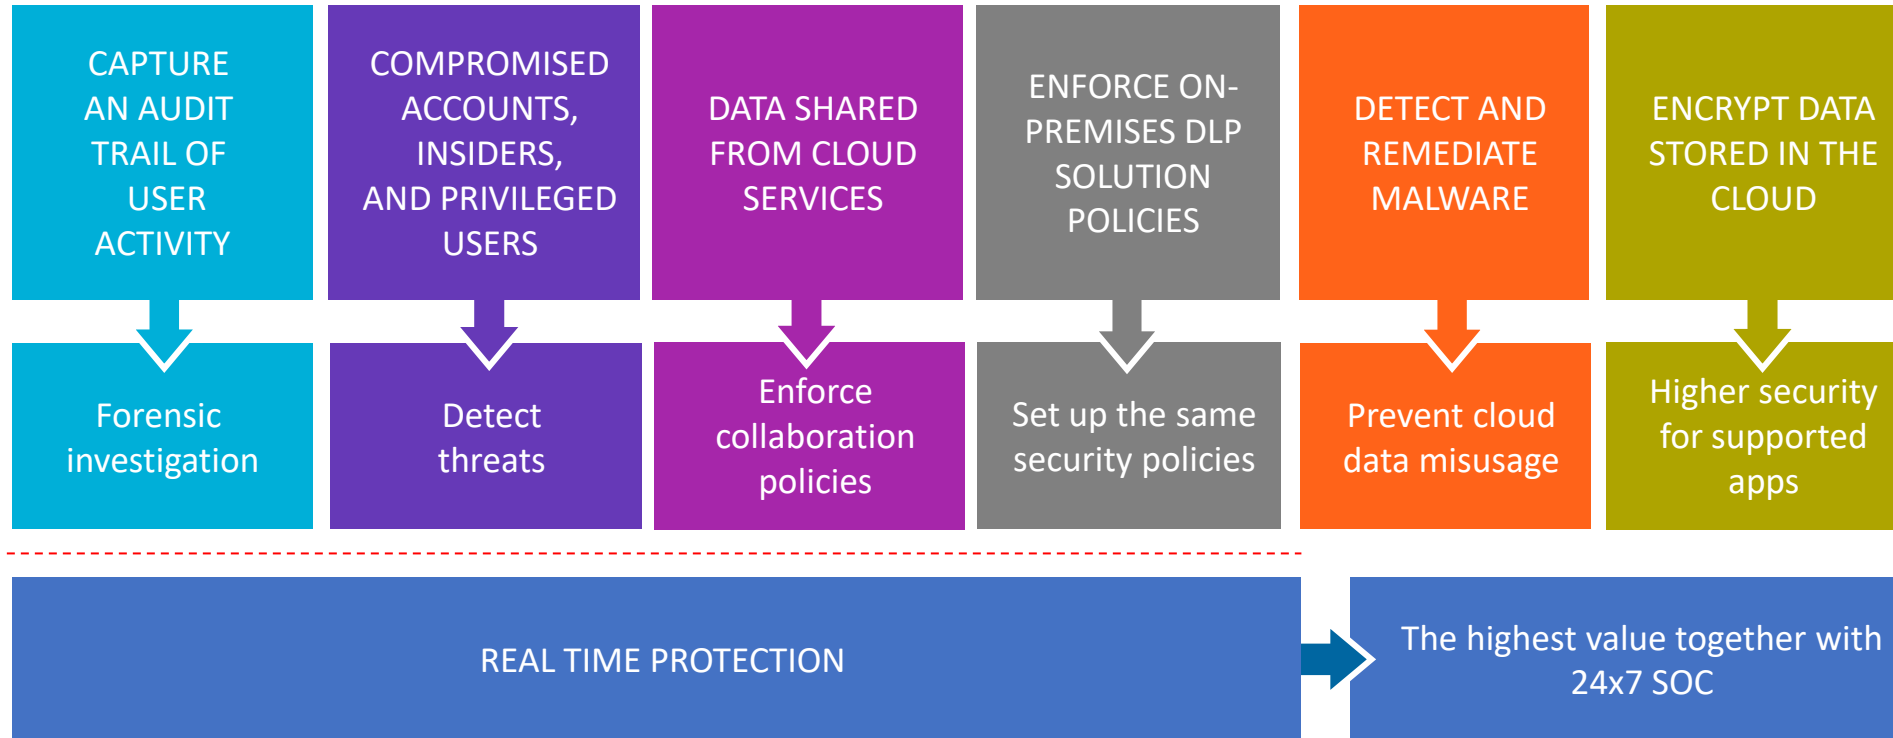 CAPTURE
AN AUDIT
TRAIL OF
USER
ACTIVITY
COMPROMISED
ACCOUNTS,
INSIDERS,
AND PRIVILEGED
USERS
DATA SHARED
FROM CLOUD
SERVICES
ENFORCE ON-
PREMISES DLP
SOLUTION
POLICIES
DETECT AND
REMEDIATE
MALWARE
ENCRYPT DATA
STORED IN THE
CLOUD
Forensic
investigation
Detect
threats
Enforce
collaboration
policies
Set up the same
security policies
Prevent cloud
data misusage
Higher security
for supported
apps
REAL TIME PROTECTION
The highest value together with
24x7 SOC